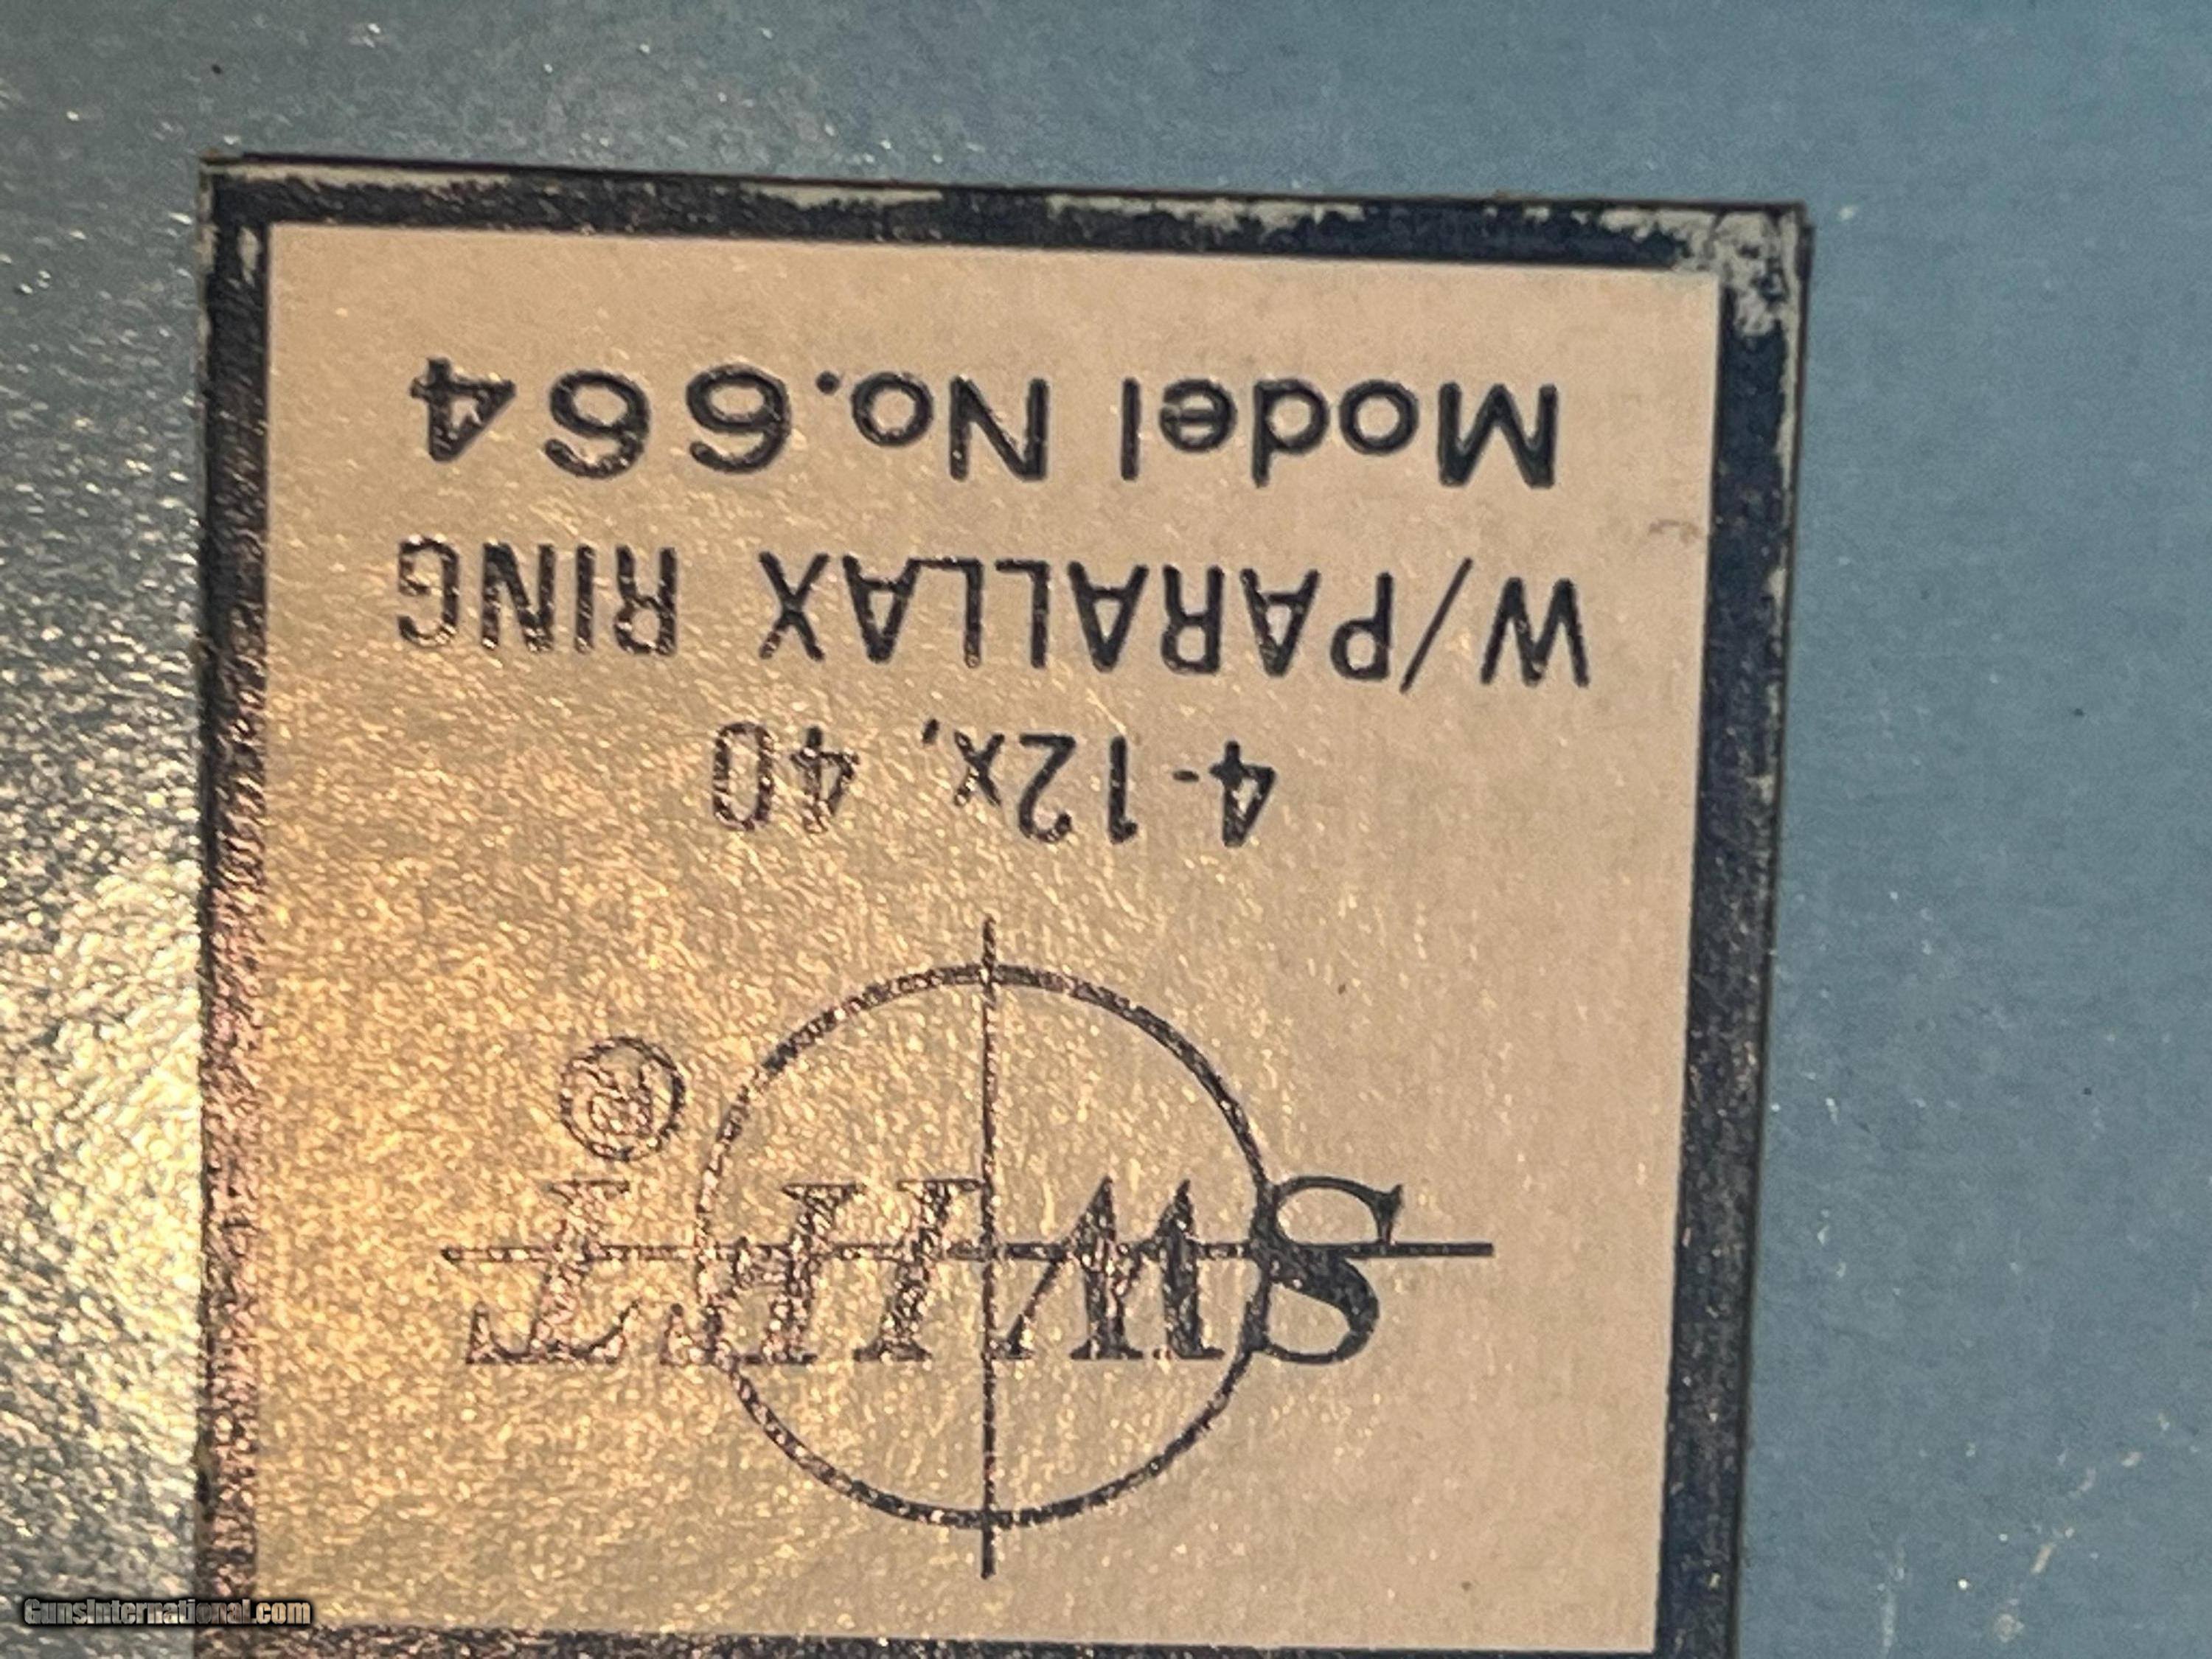 SWIFT®
4-12x, 40
W/PARALLAX RING
Model No.664
GunsInternational.com